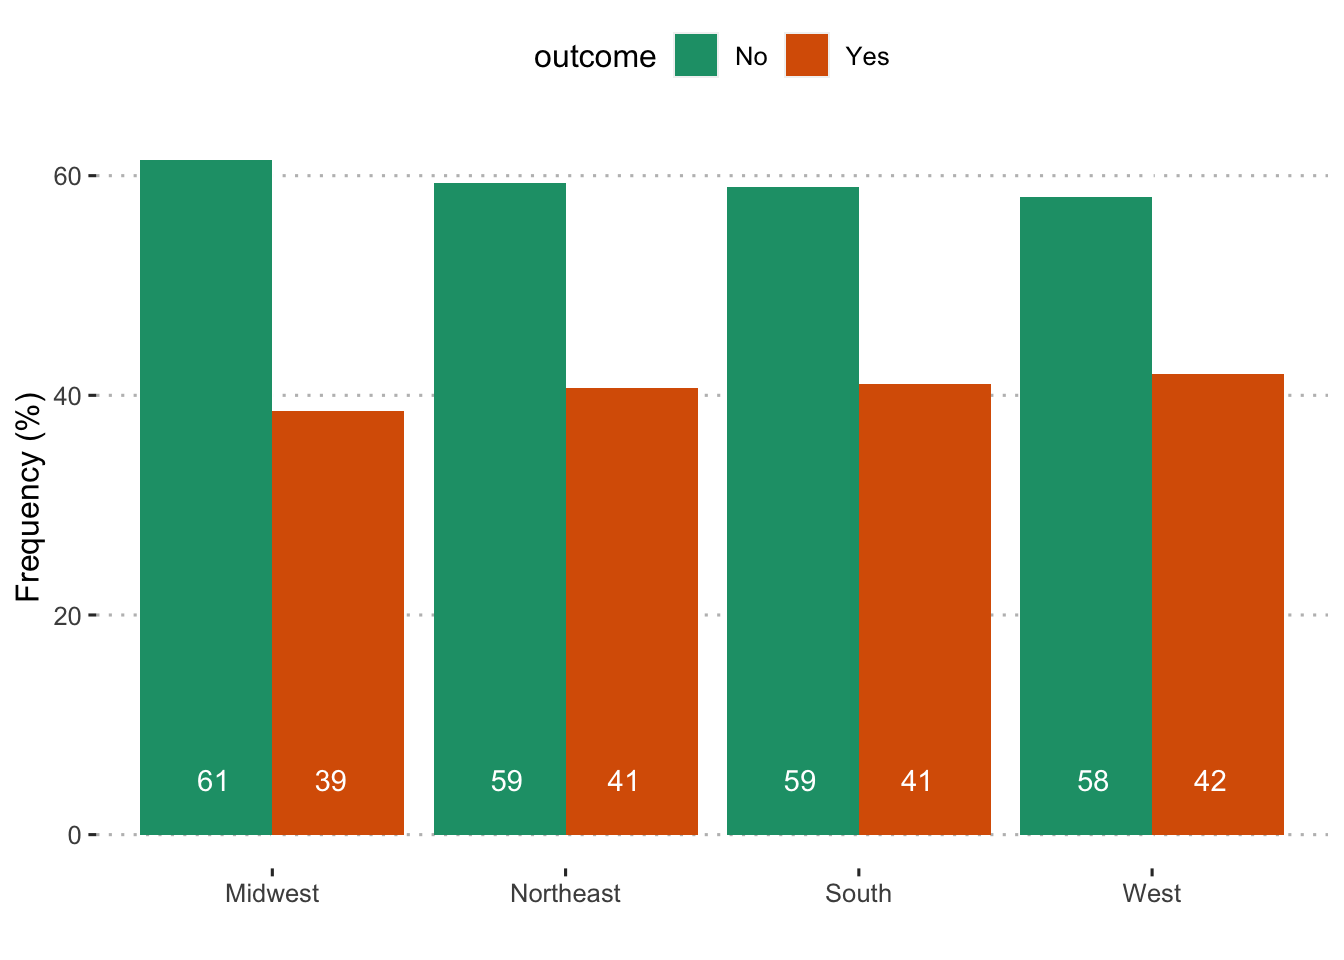 outcome No Yes
Frequency (%)
60
40
20
0
61 39 59 41 59 41 58 42
Midwest Northeast South West